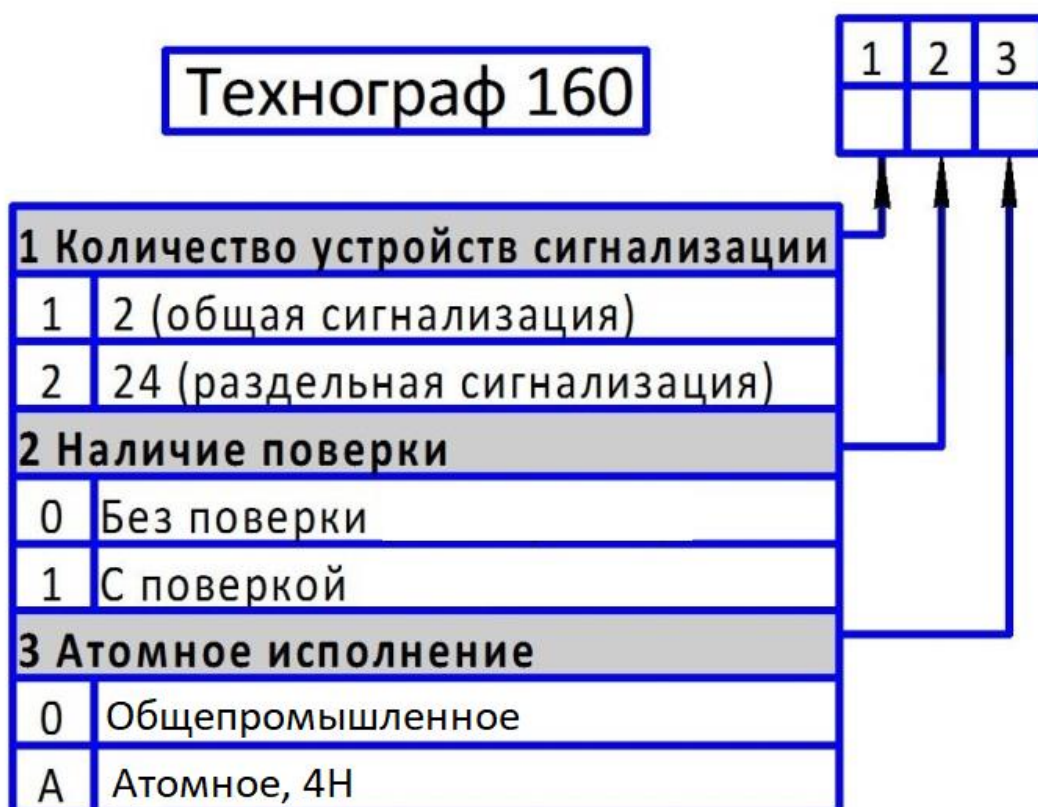 Технограф 160
1 2 3
1 Количество устройств сигнализации
1 2 (общая сигнализация)
2 24 (раздельная сигнализация)
2 Наличие поверки
0 Без поверки
1 С поверкой
3 Атомное исполнение
0 Общепромышленное
А Атомное, 4Н